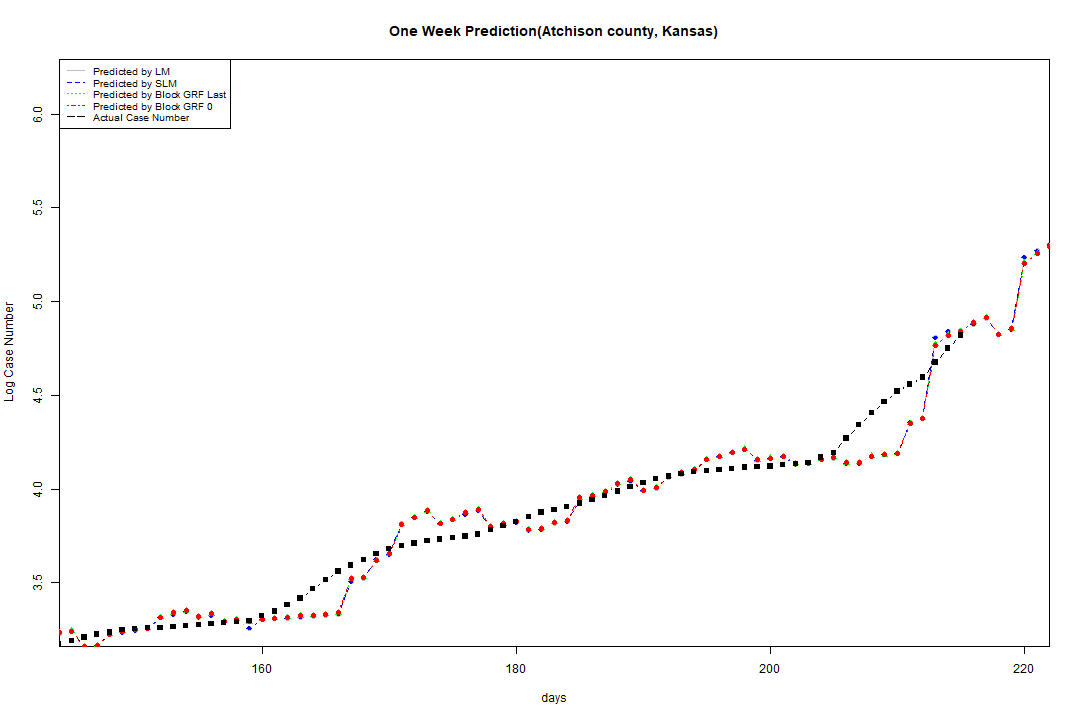 One Week Prediction(Atchison county, Kansas)
Predicted by LM
Predicted by SLM
Predicted by Block GRF Last
Predicted by Block GRF 0
Actual Case Number
6.0
5.5
5.0
4.5
4.0
3.5
Log Case Number
160 180 200 220
days